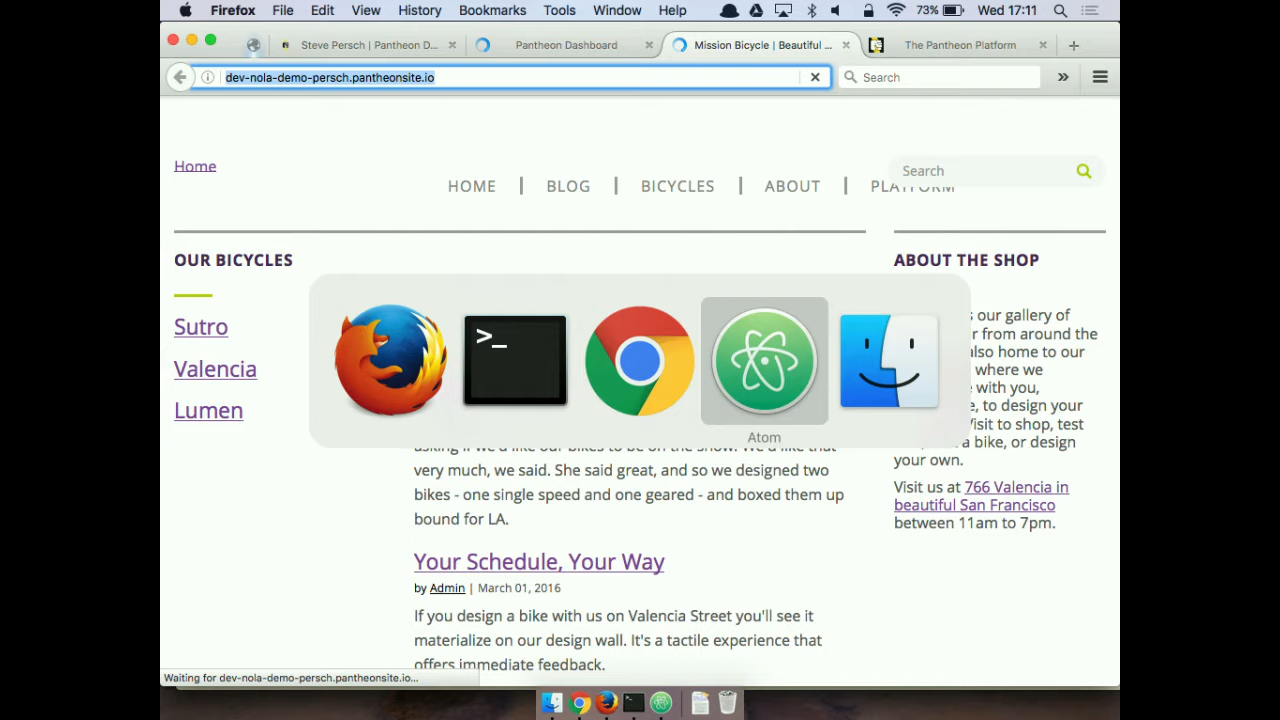 Firefox File Edit View History Bookmarks Tools Window Help 73% Wed 17:11
Steve Persch | Pantheon D... Pantheon Dashboard Mission Bicycle | Beautiful ... The Pantheon Platform
dev-nola-demo-persch.pantheonsite.io Search
Home
Search
HOME | BLOG | BICYCLES | ABOUT | PLATFORM
OUR BICYCLES
ABOUT THE SHOP
Sutro
Valencia
Lumen
s our gallery of
r from around the
also home to our
where we
e with you,
e, to design your
Visit to shop, test
a bike, or design
your own.
>_
Atom
asking if we'd like our bikes to be on the show. We'd like that
very much, we said. She said great, and so we designed two
bikes - one single speed and one geared - and boxed them up
bound for LA.
Visit us at 766 Valencia in
beautiful San Francisco
between 11am to 7pm.
Your Schedule, Your Way
by Admin | March 01, 2016
If you design a bike with us on Valencia Street you'll see it
materialize on our design wall. It's a tactile experience that
offers immediate feedback.
Waiting for dev-nola-demo-persch.pantheonsite.io...